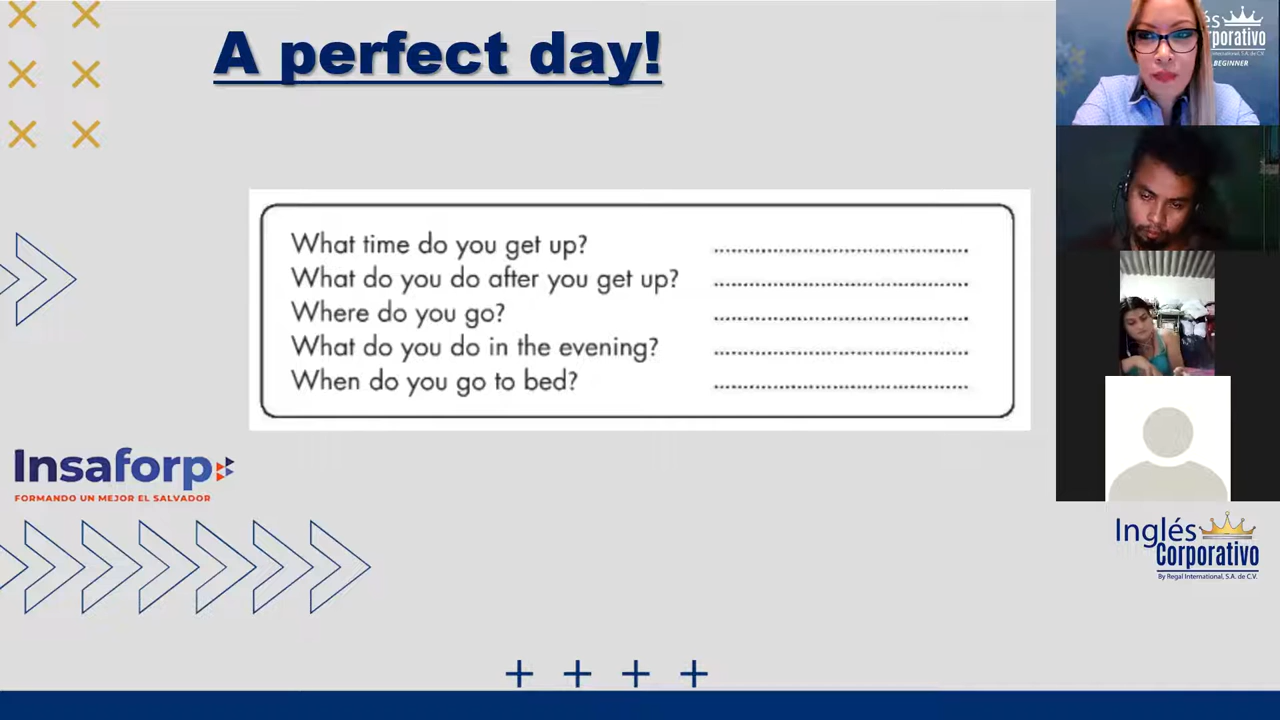 A perfect day!
What time do you get up? ................................................
What do you do after you get up? ................................................
Where do you go? ................................................
What do you do in the evening? ................................................
When do you go to bed? ................................................
Insaforp
FORMANDO UN MEJOR EL SALVADOR
Inglés
Corporativo
By Regal International, S.A. de C.V.
BEGINNER